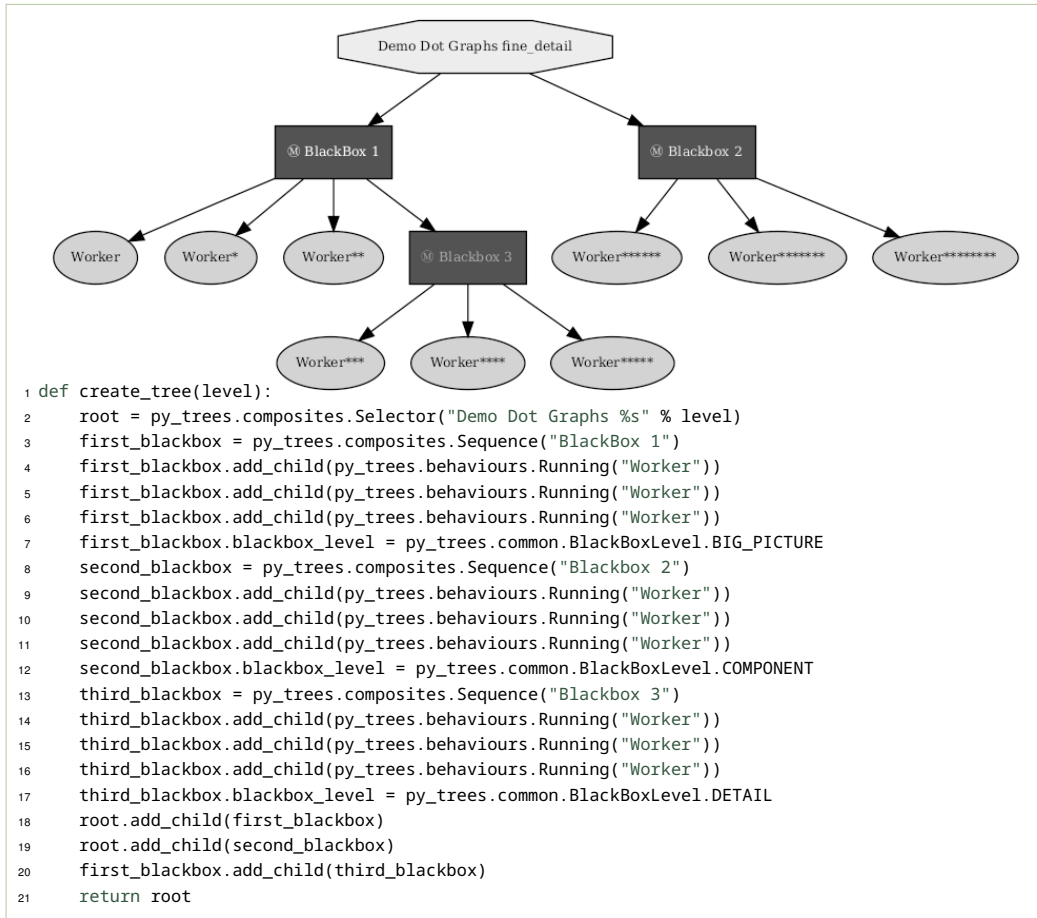 Demo Dot Graphs fine_detail
Ⓜ BlackBox 1
Ⓜ Blackbox 2
Worker
Worker*
Worker**
Ⓜ Blackbox 3
Worker******
Worker*******
Worker********
Worker***
Worker****
Worker*****
1 def create_tree(level):
2     root = py_trees.composites.Selector("Demo Dot Graphs %s" % level)
3     first_blackbox = py_trees.composites.Sequence("BlackBox 1")
4     first_blackbox.add_child(py_trees.behaviours.Running("Worker"))
5     first_blackbox.add_child(py_trees.behaviours.Running("Worker"))
6     first_blackbox.add_child(py_trees.behaviours.Running("Worker"))
7     first_blackbox.blackbox_level = py_trees.common.BlackBoxLevel.BIG_PICTURE
8     second_blackbox = py_trees.composites.Sequence("Blackbox 2")
9     second_blackbox.add_child(py_trees.behaviours.Running("Worker"))
10     second_blackbox.add_child(py_trees.behaviours.Running("Worker"))
11     second_blackbox.add_child(py_trees.behaviours.Running("Worker"))
12     second_blackbox.blackbox_level = py_trees.common.BlackBoxLevel.COMPONENT
13     third_blackbox = py_trees.composites.Sequence("Blackbox 3")
14     third_blackbox.add_child(py_trees.behaviours.Running("Worker"))
15     third_blackbox.add_child(py_trees.behaviours.Running("Worker"))
16     third_blackbox.add_child(py_trees.behaviours.Running("Worker"))
17     third_blackbox.blackbox_level = py_trees.common.BlackBoxLevel.DETAIL
18     root.add_child(first_blackbox)
19     root.add_child(second_blackbox)
20     first_blackbox.add_child(third_blackbox)
21     return root